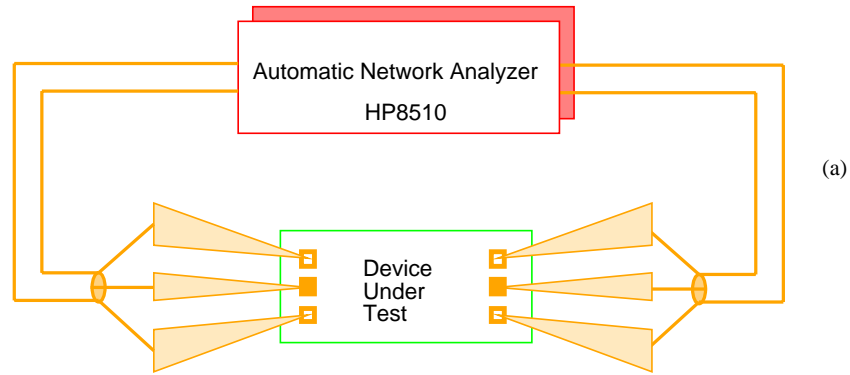 Automatic Network Analyzer
HP8510
(a)
Device
Under
Test